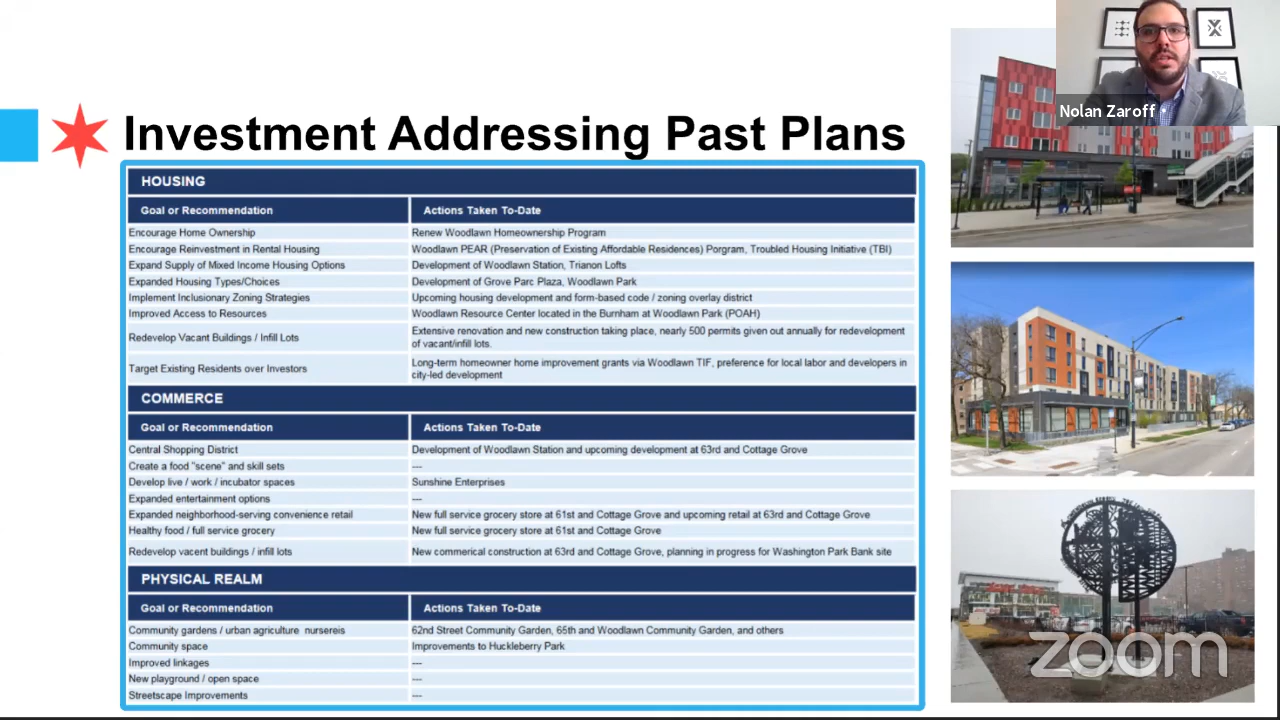 Nolan Zaroff
Investment Addressing Past Plans
HOUSING
Goal or Recommendation Actions Taken To-Date
Encourage Home Ownership Renew Woodlawn Homeownership Program
Encourage Reinvestment in Rental Housing Woodlawn PEAR (Preservation of Existing Affordable Residences) Porgram, Troubled Housing Initiative (TBI)
Expand Supply of Mixed Income Housing Options Development of Woodlawn Station, Trianon Lofts
Expanded Housing Types/Choices Development of Grove Parc Plaza, Woodlawn Park
Implement Inclusionary Zoning Strategies Upcoming housing development and form-based code / zoning overlay district
Improved Access to Resources Woodlawn Resource Center located in the Burnham at Woodlawn Park (POAH)
Redevelop Vacant Buildings / Infill Lots Extensive renovation and new construction taking place, nearly 500 permits given out annually for redevelopment
of vacant/infill lots.
Target Existing Residents over Investors Long-term homeowner home improvement grants via Woodlawn TIF, preference for local labor and developers in
city-led development
COMMERCE
Goal or Recommendation Actions Taken To-Date
Central Shopping District Development of Woodlawn Station and upcoming development at 63rd and Cottage Grove
Create a food "scene" and skill sets ---
Develop live / work / incubator spaces Sunshine Enterprises
Expanded entertainment options ---
Expanded neighborhood-serving convenience retail New full service grocery store at 61st and Cottage Grove and upcoming retail at 63rd and Cottage Grove
Healthy food / full service grocery New full service grocery store at 61st and Cottage Grove
Redevelop vacent buildings / infill lots New commerical construction at 63rd and Cottage Grove, planning in progress for Washington Park Bank site
PHYSICAL REALM
Goal or Recommendation Actions Taken To-Date
Community gardens / urban agriculture nursereis 62nd Street Community Garden, 65th and Woodlawn Community Garden, and others
Community space Improvements to Huckleberry Park
Improved linkages ---
New playground / open space ---
Streetscape Improvements ---
zoom